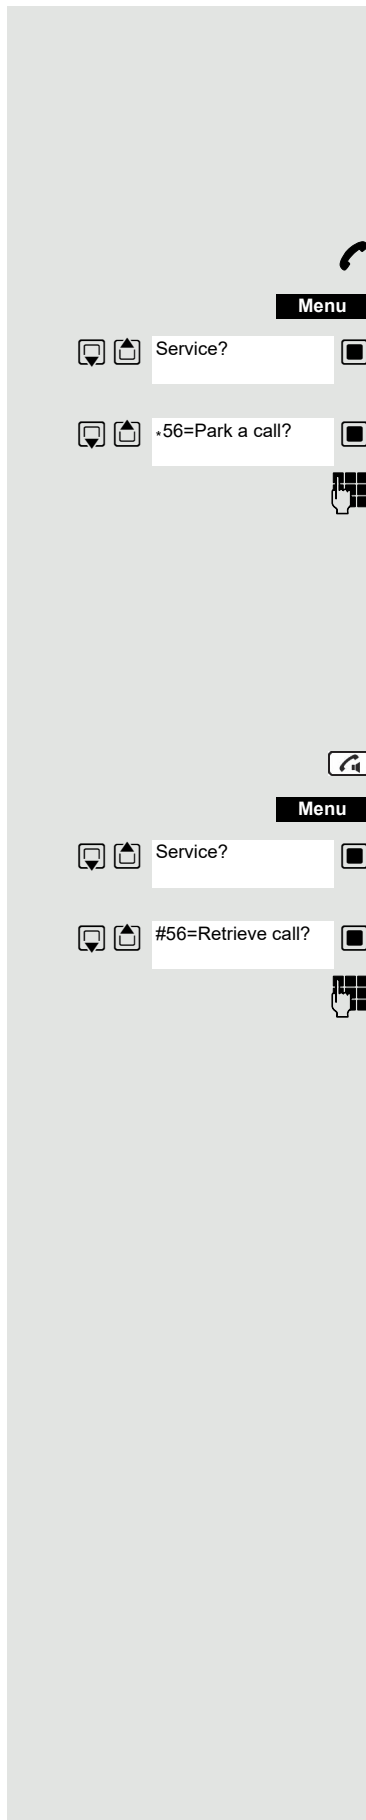 Menu
Service?
*56=Park a call?
Menu
Service?
#56=Retrieve call?